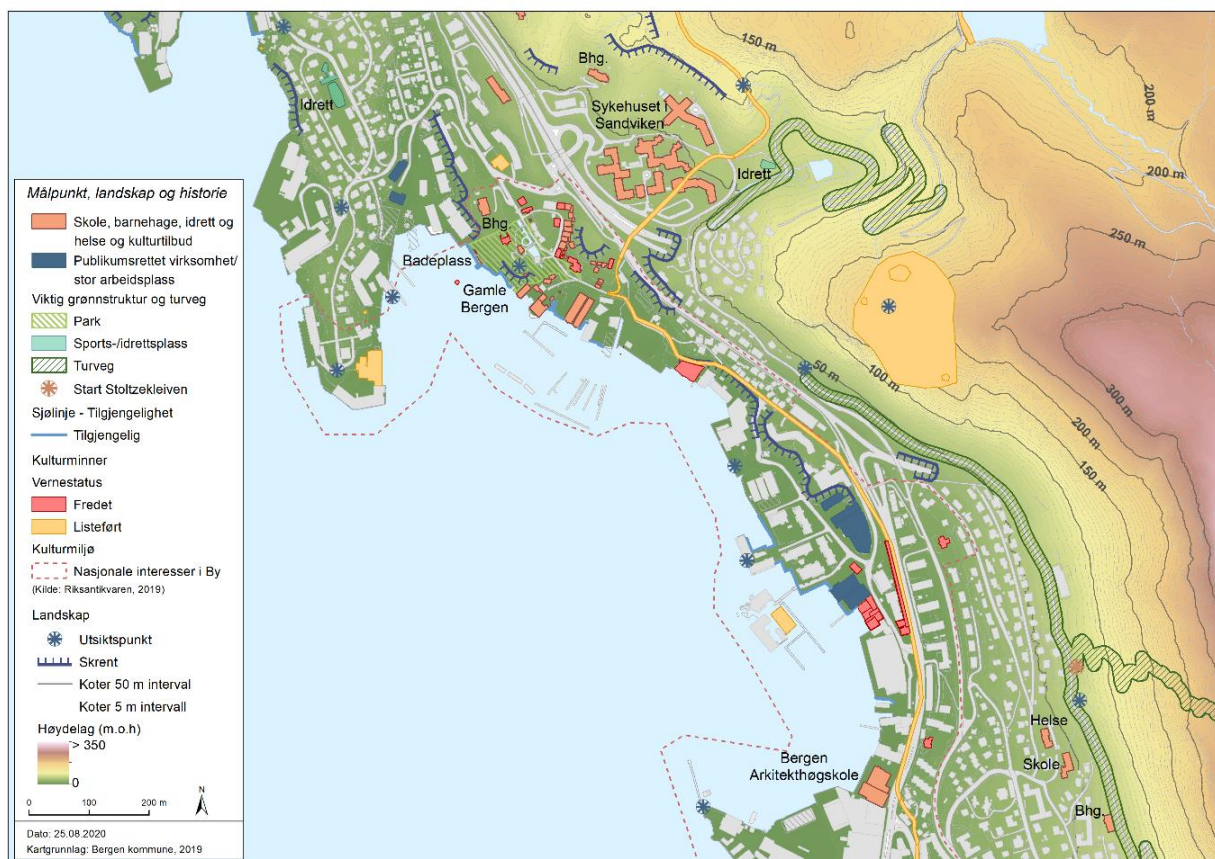 Målpunkt, landskap og historie
Skole, barnehage, idrett og
helse og kulturtilbud
Publikumsrettet virksomhet/
stor arbeidsplass
Viktig grønnstruktur og turveg
Park
Sports-/idrettsplass
Turveg
Start Stoltzekleiven
Sjølinje - Tilgjengelighet
Tilgjengelig
Kulturminner
Vernestatus
Fredet
Listeført
Kulturmiljø
Nasjonale interesser i By
(Kilde: Riksantikvaren, 2019)
Landskap
Utsiktspunkt
Skrent
Koter 50 m interval
Koter 5 m intervall
Høydelag (m.o.h)
> 350
0
0 100 200 m
N
Dato: 25.08.2020
Kartgrunnlag: Bergen kommune, 2019
150 m
Bhg.
Idrett
Sykehuset i
Sandviken
200 m
200 m
Idrett
Bhg.
Badeplass
250 m
Gamle
Bergen
50 m
100 m
300 m
200 m
150 m
Helse
Bergen
Arkitekthøgskole
Skole
Bhg.